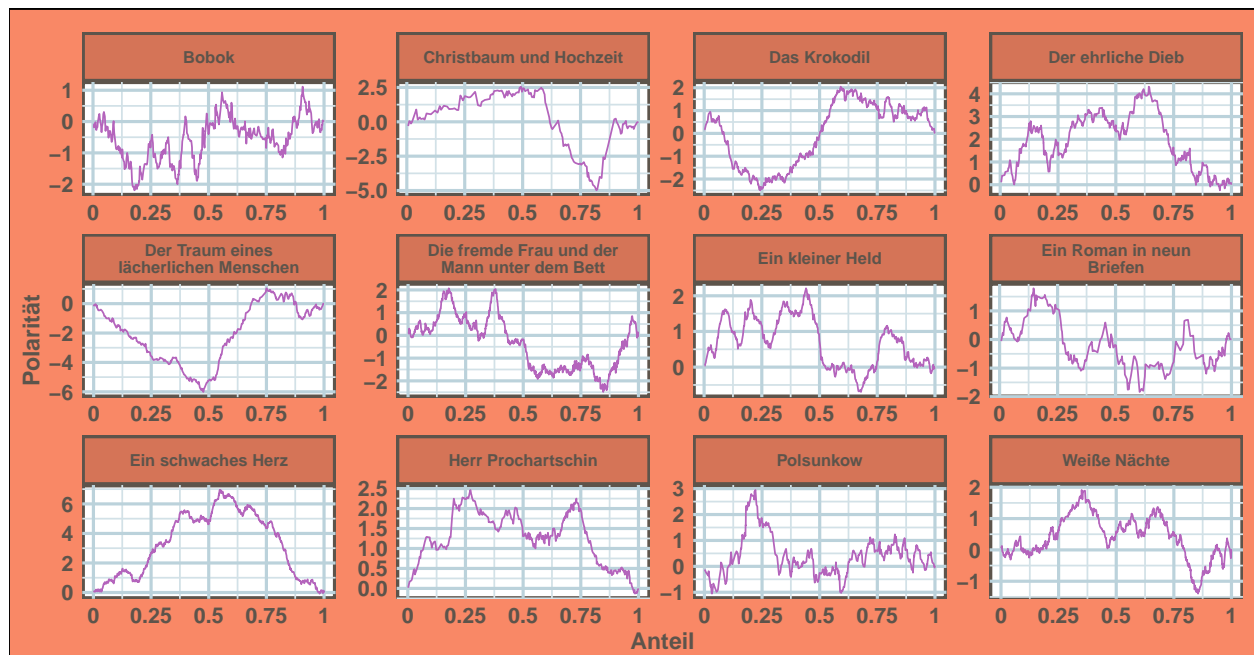 Bobok
Christbaum und Hochzeit
Das Krokodil
Der ehrliche Dieb
1
0
−1
−2
2.5
0.0
−2.5
−5.0
2
1
0
−1
−2
4
3
2
1
0
0 0.25 0.5 0.75 1
0 0.25 0.5 0.75 1
0 0.25 0.5 0.75 1
0 0.25 0.5 0.75 1
Der Traum eines
lächerlichen Menschen
Die fremde Frau und der
Mann unter dem Bett
Ein kleiner Held
Ein Roman in neun
Briefen
Polarität
0
−2
−4
−6
2
1
0
−1
−2
2
1
0
1
0
−1
−2
0 0.25 0.5 0.75 1
0 0.25 0.5 0.75 1
0 0.25 0.5 0.75 1
0 0.25 0.5 0.75 1
Ein schwaches Herz
Herr Prochartschin
Polsunkow
Weiße Nächte
6
4
2
0
2.5
2.0
1.5
1.0
0.5
0.0
3
2
1
0
−1
2
1
0
−1
0 0.25 0.5 0.75 1
0 0.25 0.5 0.75 1
0 0.25 0.5 0.75 1
0 0.25 0.5 0.75 1
Anteil